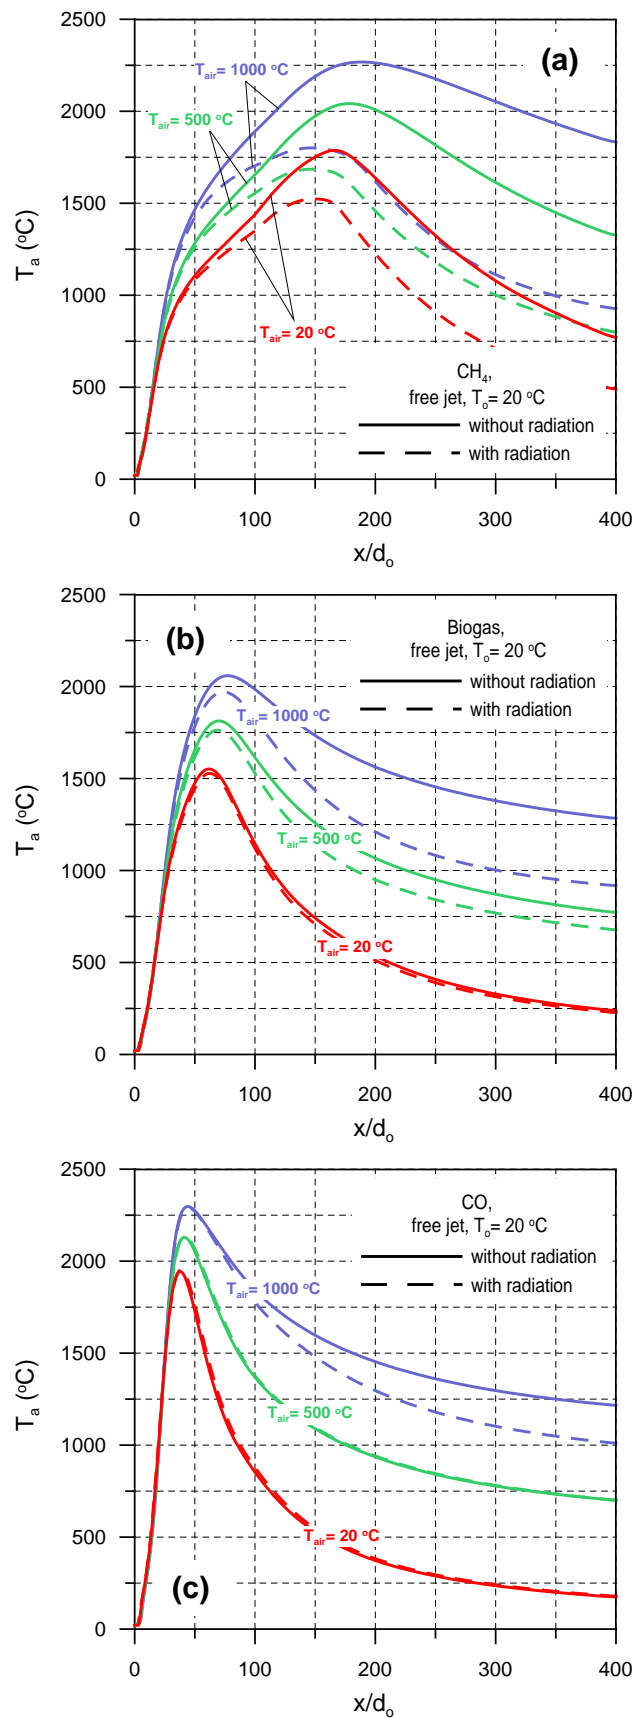 2500
(a)
T_air= 1000 °C
2000
T_air= 500 °C
1500
T_a (°C)
1000
T_air= 20 °C
CH₄,
free jet, T_o= 20 °C
500
without radiation
with radiation
0
0 100 200 300 400
x/d_o
2500
(b)
Biogas,
free jet, T_o= 20 °C
2000
without radiation
with radiation
T_air= 1000 °C
1500
T_a (°C)
T_air= 500 °C
1000
T_air= 20 °C
500
0
0 100 200 300 400
x/d_o
2500
CO,
free jet, T_o= 20 °C
2000
without radiation
with radiation
T_air= 1000 °C
1500
T_a (°C)
T_air= 500 °C
1000
500
T_air= 20 °C
(c)
0
0 100 200 300 400
x/d_o